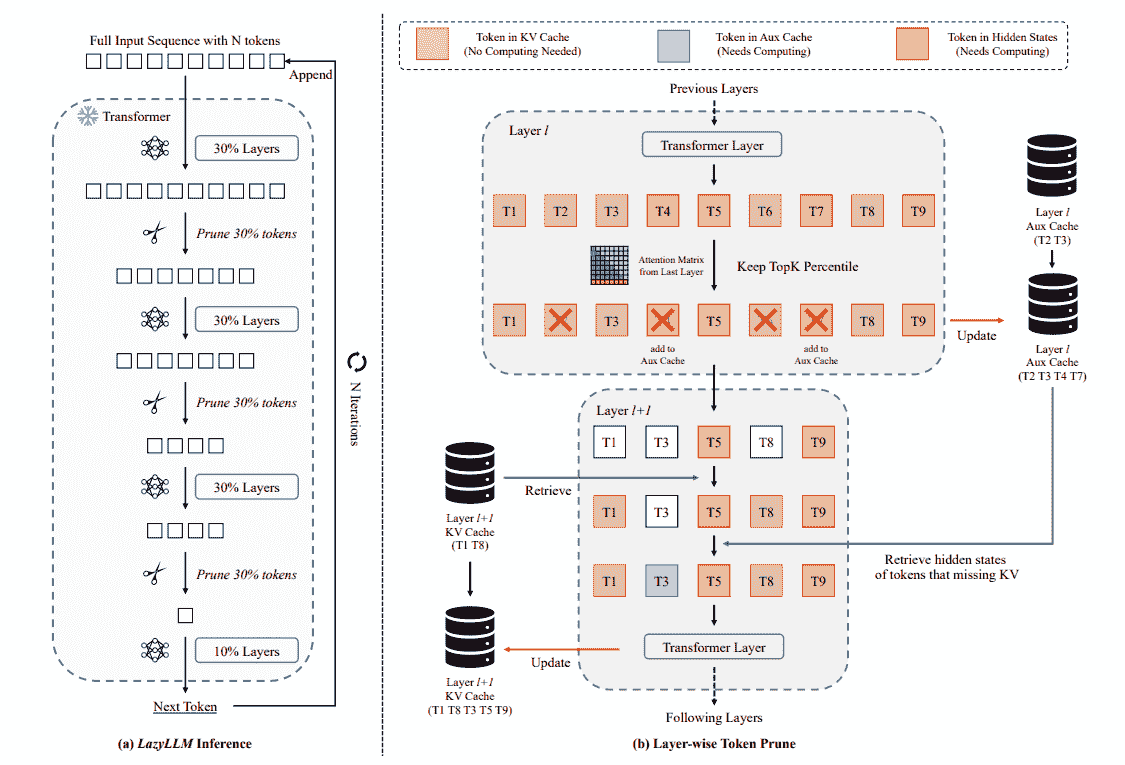 Full Input Sequence with N tokens
Append
Transformer
30% Layers
Prune 30% tokens
30% Layers
Prune 30% tokens
30% Layers
Prune 30% tokens
10% Layers
Next Token
N Iterations
(a) LazyLLM Inference
Token in KV Cache
(No Computing Needed)
Token in Aux Cache
(Needs Computing)
Token in Hidden States
(Needs Computing)
Previous Layers
Layer l
Transformer Layer
T1 T2 T3 T4 T5 T6 T7 T8 T9
Attention Matrix
from Last Layer
Keep TopK Percentile
T1 T3 T5 T8 T9
add to
Aux Cache
add to
Aux Cache
Update
Layer l
Aux Cache
(T2 T3)
Layer l
Aux Cache
(T2 T3 T4 T7)
Layer l+1
T1 T3 T5 T8 T9
Retrieve
Layer l+1
KV Cache
(T1 T8)
T1 T3 T5 T8 T9
Retrieve hidden states
of tokens that missing KV
T1 T3 T5 T8 T9
Transformer Layer
Update
Layer l+1
KV Cache
(T1 T8 T3 T5 T9)
Following Layers
(b) Layer-wise Token Prune